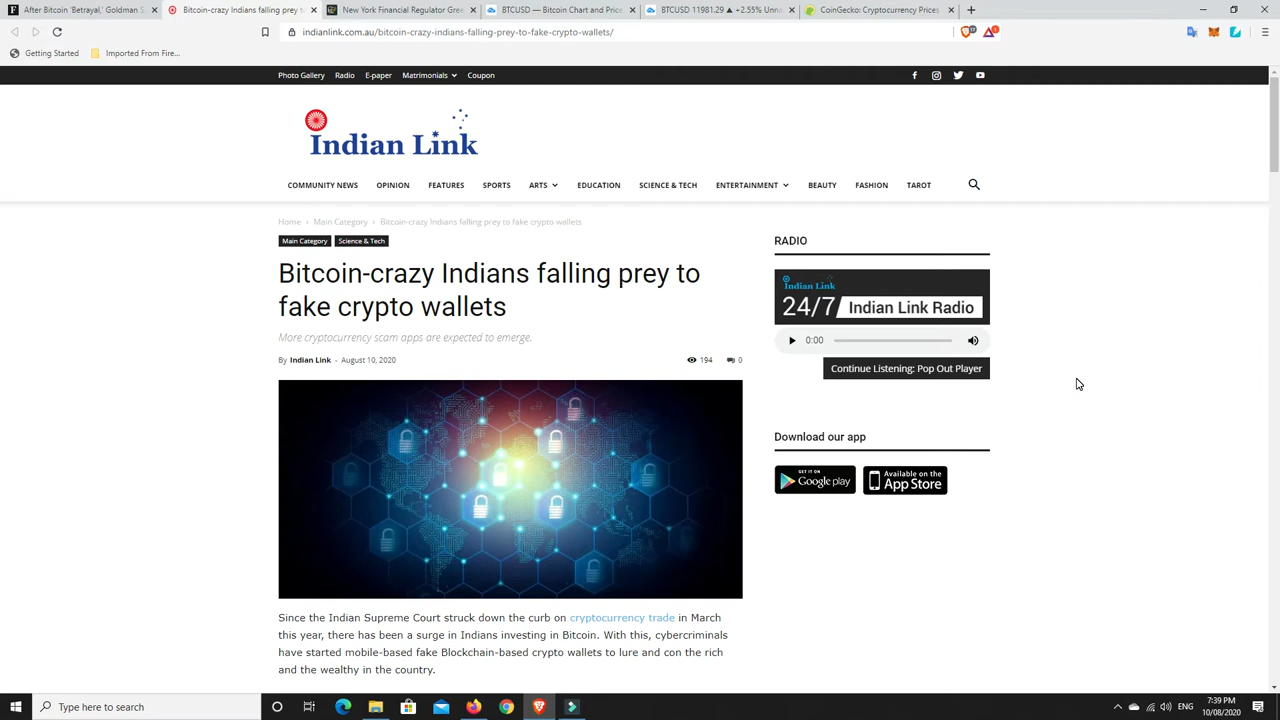 After Bitcoin 'Betrayal,' Goldman S
Bitcoin-crazy Indians falling prey to
New York Financial Regulator Gree
BTCUSD — Bitcoin Chart and Price
BTCUSD 11981.29 ▲ +2.55% Unn
CoinGecko: Cryptocurrency Prices
indianlink.com.au/bitcoin-crazy-indians-falling-prey-to-fake-crypto-wallets/
Getting Started
Imported From Fire...
Photo Gallery Radio E-paper Matrimonials Coupon
Indian Link
COMMUNITY NEWS OPINION FEATURES SPORTS ARTS EDUCATION SCIENCE & TECH ENTERTAINMENT BEAUTY FASHION TAROT
Home › Main Category › Bitcoin-crazy Indians falling prey to fake crypto wallets
Main Category Science & Tech
Bitcoin-crazy Indians falling prey to
fake crypto wallets
More cryptocurrency scam apps are expected to emerge.
By Indian Link - August 10, 2020
194 0
Since the Indian Supreme Court struck down the curb on cryptocurrency trade in March
this year, there has been a surge in Indians investing in Bitcoin. With this, cybercriminals
have started mobile-based fake Blockchain-based crypto wallets to lure and con the rich
and the wealthy in the country.
RADIO
Indian Link
24/7 Indian Link Radio
0:00
Continue Listening: Pop Out Player
Download our app
GET IT ON
Google play
Available on the
App Store
Type here to search
ENG
7:39 PM
10/08/2020